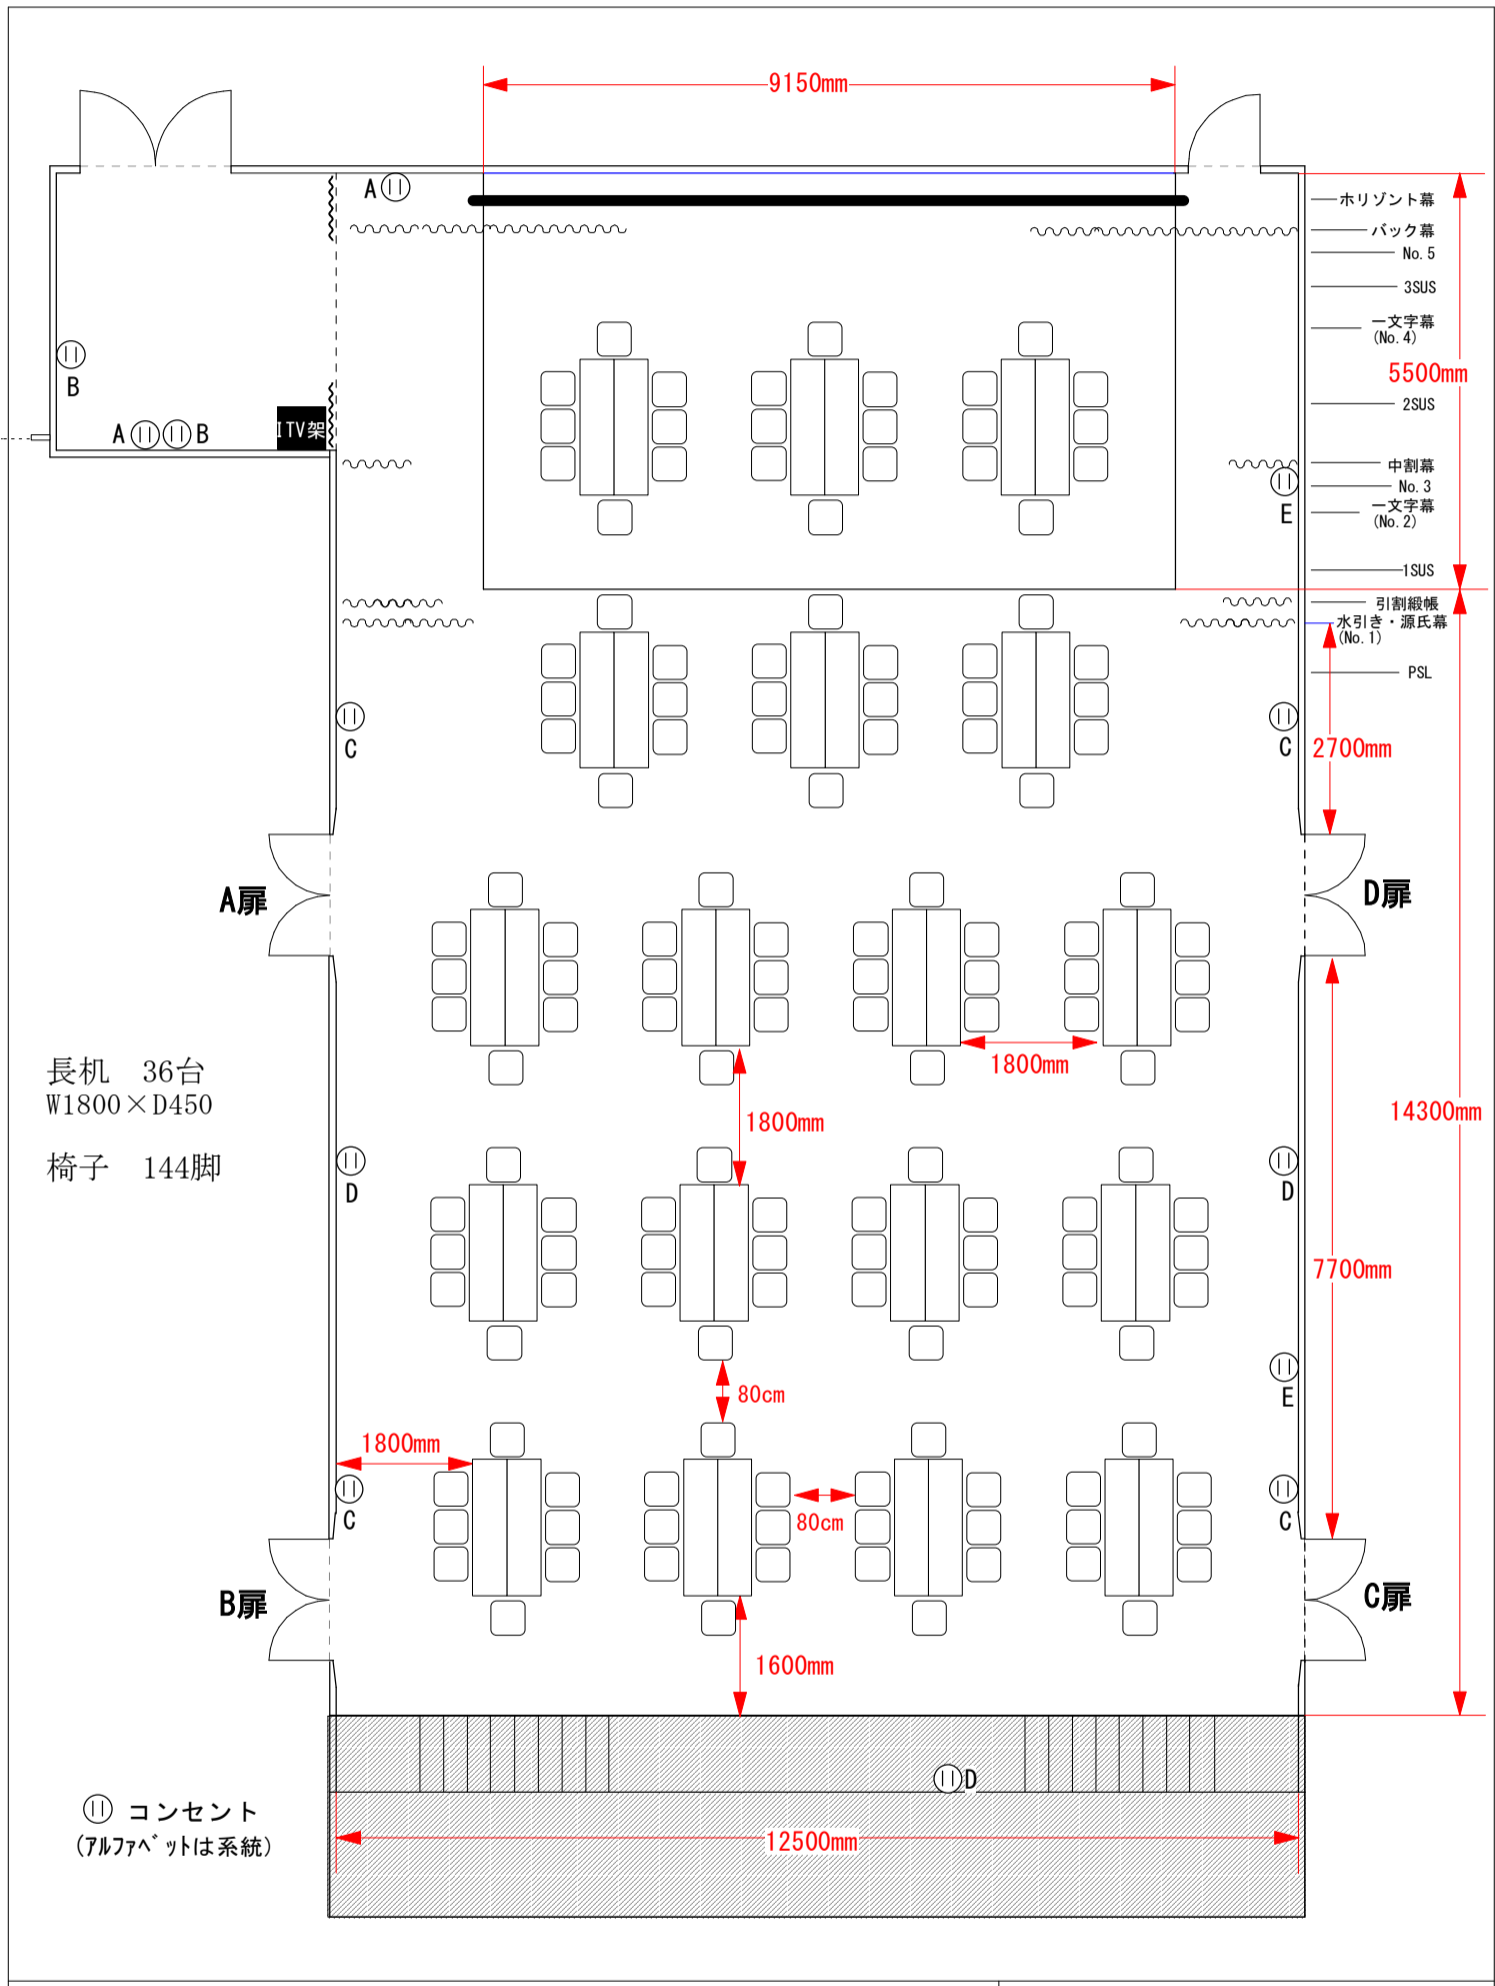 9150mm
A
ホリゾント幕
バック幕
No.5
3SUS
一文字幕
(No.4)
5500mm
B
2SUS
A
B
ITV架
中割幕
No.3
一文字幕
(No.2)
E
1SUS
引割緞帳
水引き・源氏幕
(No.1)
PSL
C
C
2700mm
A扉
D扉
長机 36台
W1800×D450
椅子 144脚
1800mm
1800mm
14300mm
D
D
7700mm
80cm
E
1800mm
80cm
C
C
B扉
C扉
1600mm
D
コンセント
(ｱﾙﾌｧﾍﾞｯﾄは系統)
12500mm